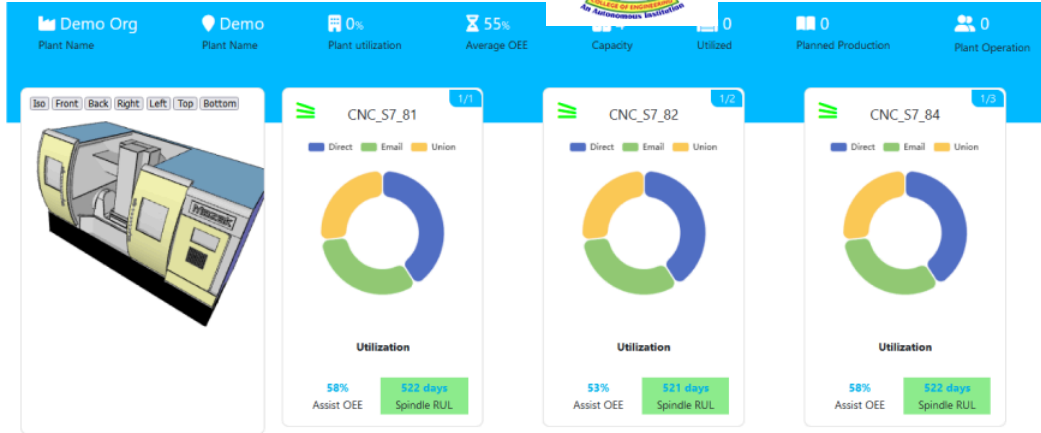 Demo Org
Plant Name
Demo
Plant Name
0%
Plant utilization
55%
Average OEE
COLLEGE OF ENGINEERING
An Autonomous Institution
Capacity
0
Utilized
0
Planned Production
0
Plant Operation
Iso Front Back Right Left Top Bottom
1/1
CNC_S7_81
Direct Email Union
Utilization
58%
Assist OEE
522 days
Spindle RUL
1/2
CNC_S7_82
Direct Email Union
Utilization
53%
Assist OEE
521 days
Spindle RUL
1/3
CNC_S7_84
Direct Email Union
Utilization
58%
Assist OEE
522 days
Spindle RUL